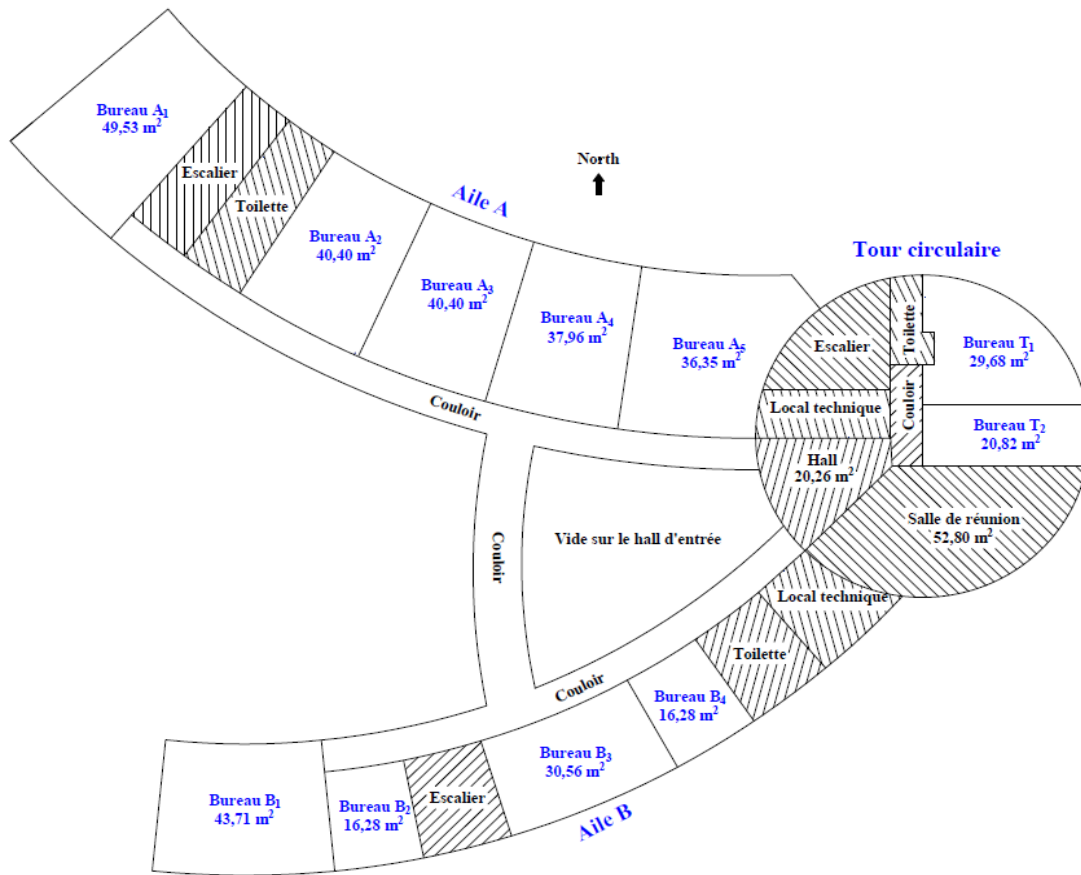 Bureau A₁
49,53 m²
Escalier
Toilette
Aile A
North
Bureau A₂
40,40 m²
Bureau A₃
40,40 m²
Bureau A₄
37,96 m²
Bureau A₅
36,35 m²
Couloir
Tour circulaire
Escalier
Toilette
Bureau T₁
29,68 m²
Local technique
Couloir
Bureau T₂
20,82 m²
Hall
20,26 m²
Salle de réunion
52,80 m²
Couloir
Vide sur le hall d'entrée
Local technique
Toilette
Couloir
Bureau B₄
16,28 m²
Bureau B₃
30,56 m²
Escalier
Bureau B₂
16,28 m²
Bureau B₁
43,71 m²
Aile B